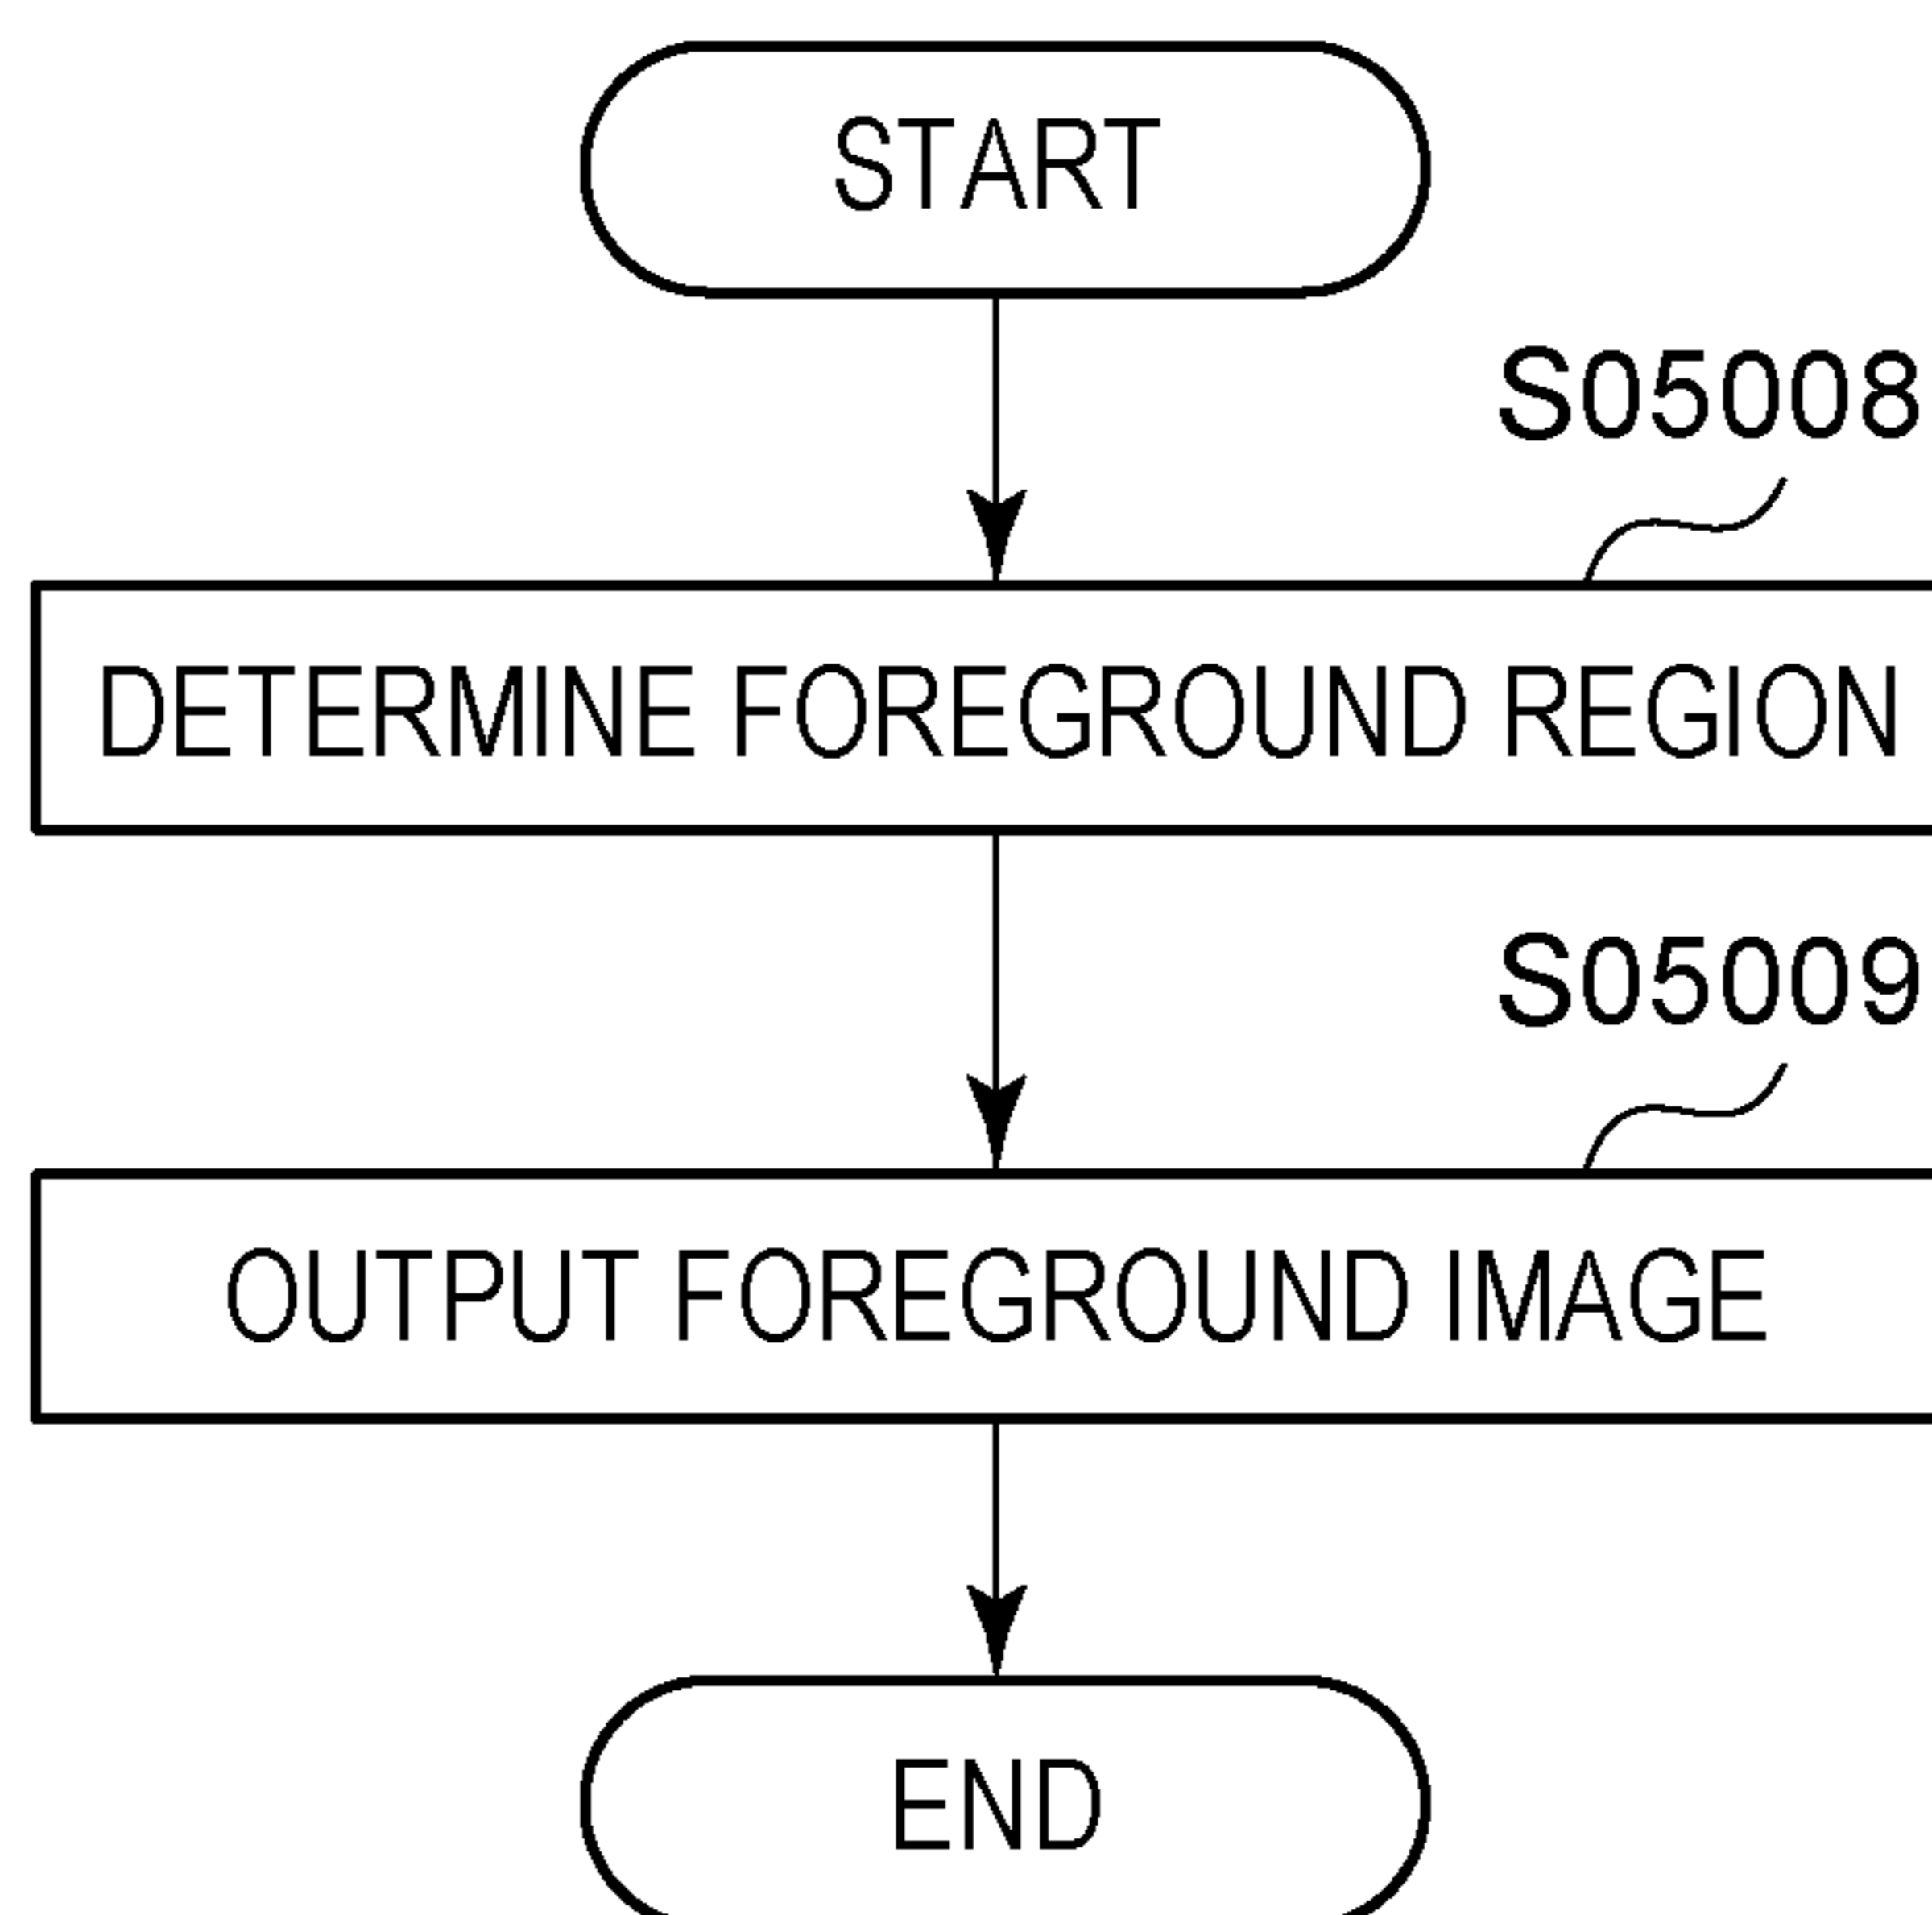 START
S05008
DETERMINE FOREGROUND REGION
S05009
OUTPUT FOREGROUND IMAGE
END